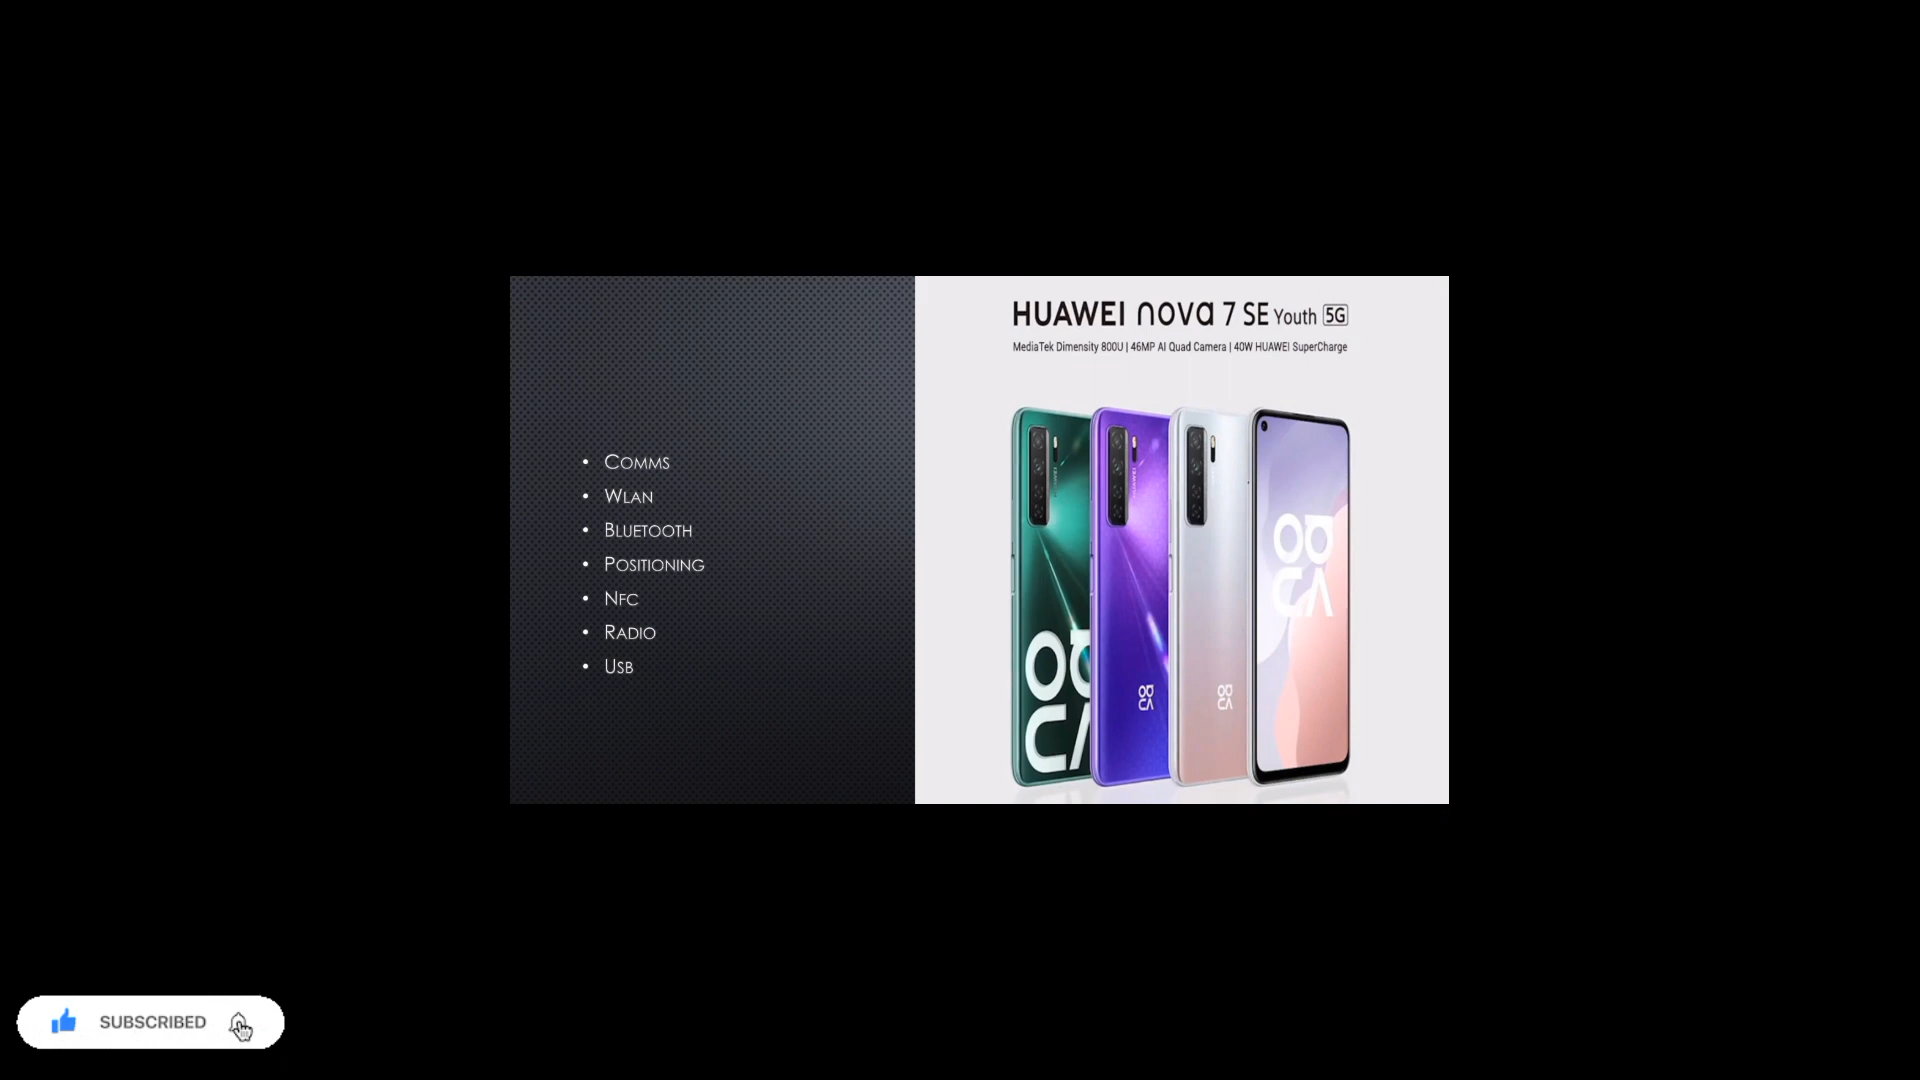 HUAWEI nova 7 SE Youth 5G
MediaTek Dimensity 800U | 46MP AI Quad Camera | 40W HUAWEI SuperCharge
• COMMS
• WLAN
• BLUETOOTH
• POSITIONING
• NFC
• RADIO
• USB
SUBSCRIBED